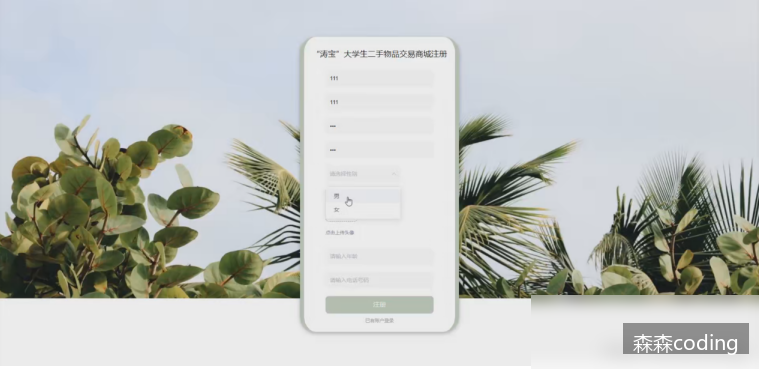 “涛宝”大学生二手物品交易商城注册
111
111
•••
•••
请选择性别
男
女
点击上传头像
请输入年龄
请输入电话号码
注册
已有账户登录
森森coding